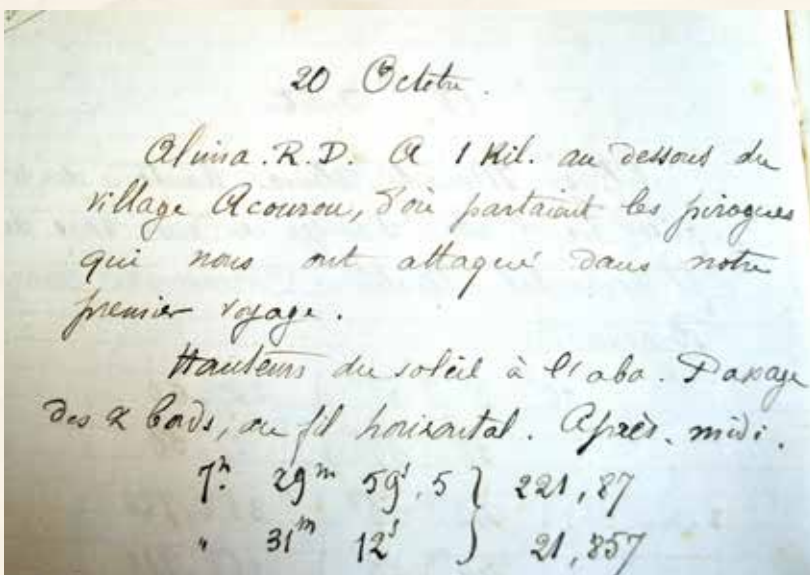 20 Octobre.
Alima. R. D. A 1 Kil. au dessous du
village Acourou, d'où partaient les pirogues
qui nous ont attaqué dans notre
premier voyage.
Hauteurs du soleil à l'aba. Passage
des 2 bords, au fil horizontal. Après-midi.
7h 29m 59s,5 } 221,87
" 31m 12s } 21,857